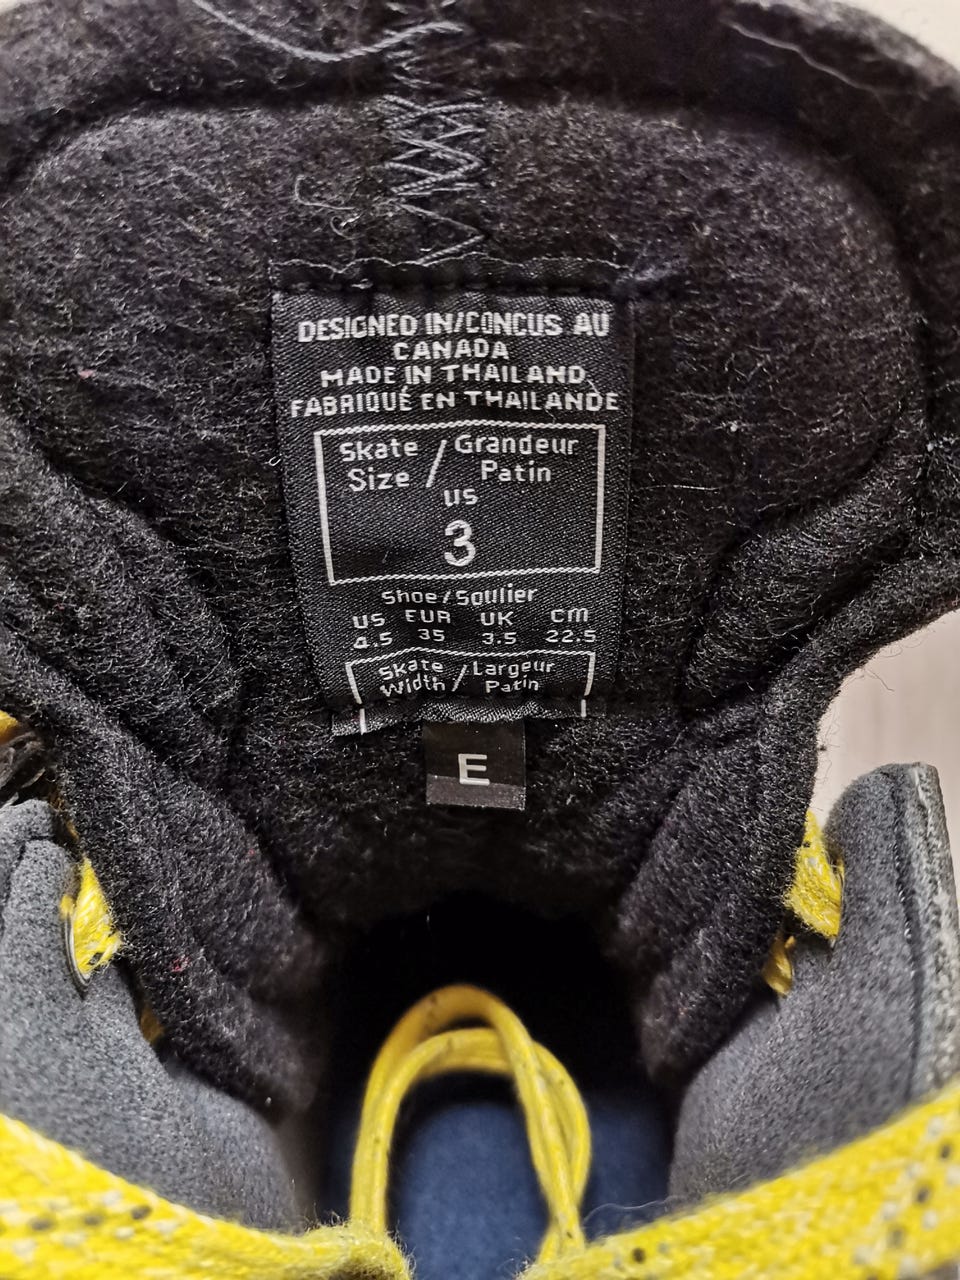 DESIGNED IN/CONCUS AU
CANADA
MADE IN THAILAND
FABRIQUÉ EN THAILANDE
Skate Size / Grandeur Patin
US
3
Shoe/Soulier
US EUR UK CM
4.5 35 3.5 22.5
Skate Width / Largeur Patin
E